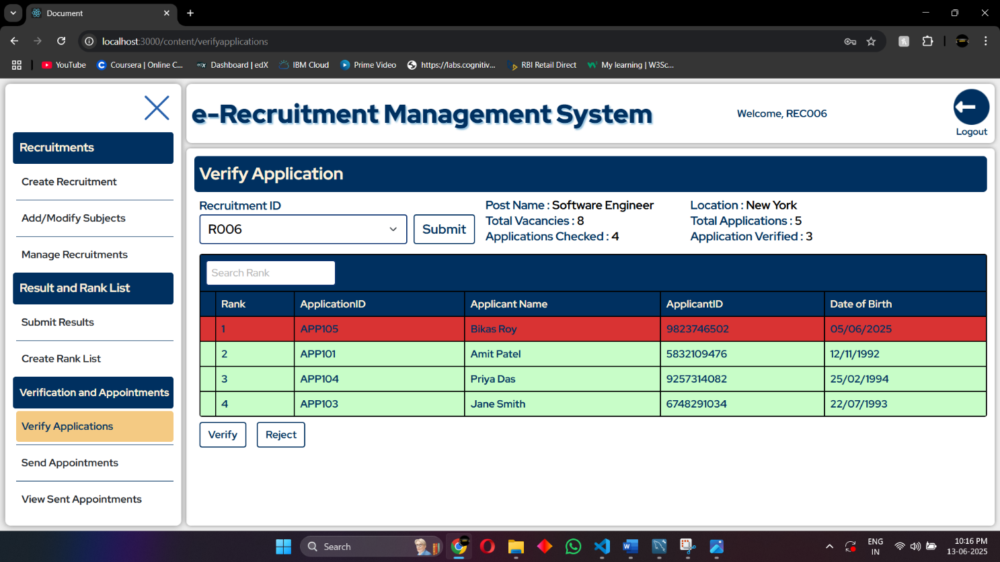 Document
localhost:3000/content/verifyapplications
YouTube
Coursera | Online C...
Dashboard | edX
IBM Cloud
Prime Video
https://labs.cognitiv...
RBI Retail Direct
My learning | W3Sc...
e-Recruitment Management System
Welcome, REC006
Logout
Recruitments
Create Recruitment
Add/Modify Subjects
Manage Recruitments
Result and Rank List
Submit Results
Create Rank List
Verification and Appointments
Verify Applications
Send Appointments
View Sent Appointments
Verify Application
Recruitment ID
R006
Submit
Post Name : Software Engineer
Total Vacancies : 8
Applications Checked : 4
Location : New York
Total Applications : 5
Application Verified : 3
Search Rank
Rank ApplicationID Applicant Name ApplicantID Date of Birth
1 APP105 Bikas Roy 9823746502 05/06/2025
2 APP101 Amit Patel 5832109476 12/11/1992
3 APP104 Priya Das 9257314082 25/02/1994
4 APP103 Jane Smith 6748291034 22/07/1993
Verify
Reject
Search
ENG
IN
10:16 PM
13-06-2025